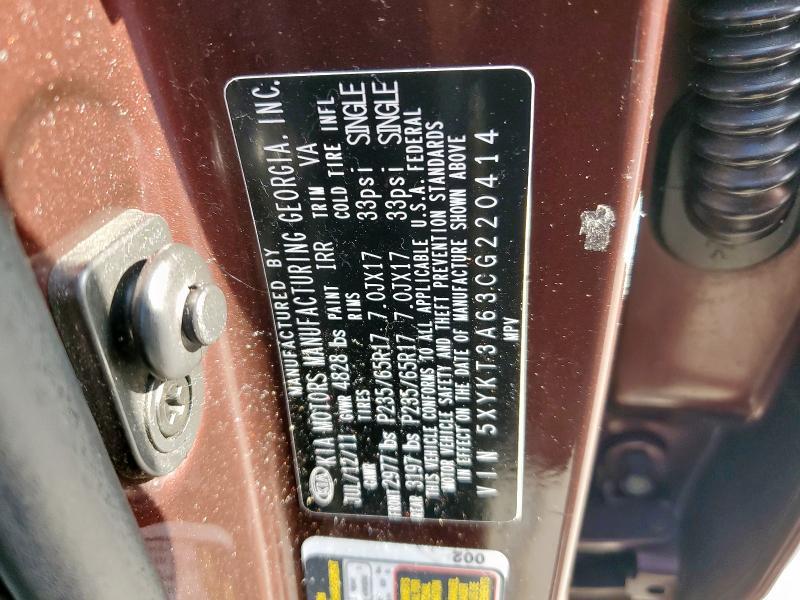 MANUFACTURED BY
KIA KIA MOTORS MANUFACTURING GEORGIA, INC.
JUL/12/11 GVWR 4828 lbs PAINT IRR TRIM VA
GAWR TIRES RIMS COLD TIRE INFL
FRONT 2977 lbs P235/65R17 7.0JX17 33psi SINGLE
REAR 3197 lbs P235/65R17 7.0JX17 33psi SINGLE
THIS VEHICLE CONFORMS TO ALL APPLICABLE U.S.A. FEDERAL
MOTOR VEHICLE SAFETY AND THEFT PREVENTION STANDARDS
IN EFFECT ON THE DATE OF MANUFACTURE SHOWN ABOVE
VIN 5XYKT3A63CG220414
MPV
002